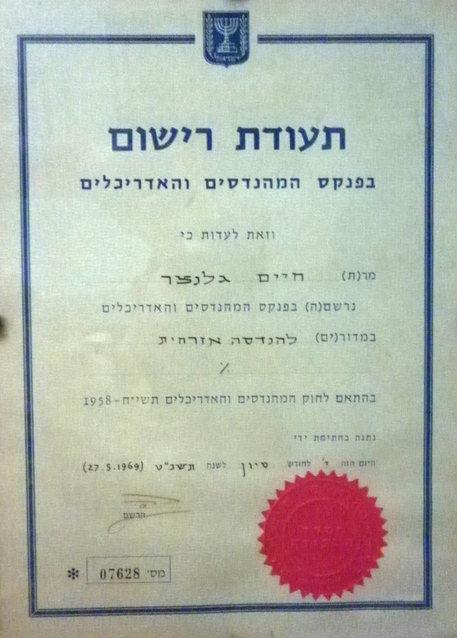 תעודת רישום
בפנקס המהנדסים והאדריכלים
וזאת לעדות כי
מר(ת) חיים גלנצר
נרשם(ה) בפנקס המהנדסים והאדריכלים
במדור(ים) להנדסה אזרחית
בהתאם לחוק המהנדסים והאדריכלים תשי״ח-1958
נתנה בחתימת ידי
היום הזה י' לחודש סיון לשנת תשכ"ט (27.5.1969)
הרשם
מס' 07628 *